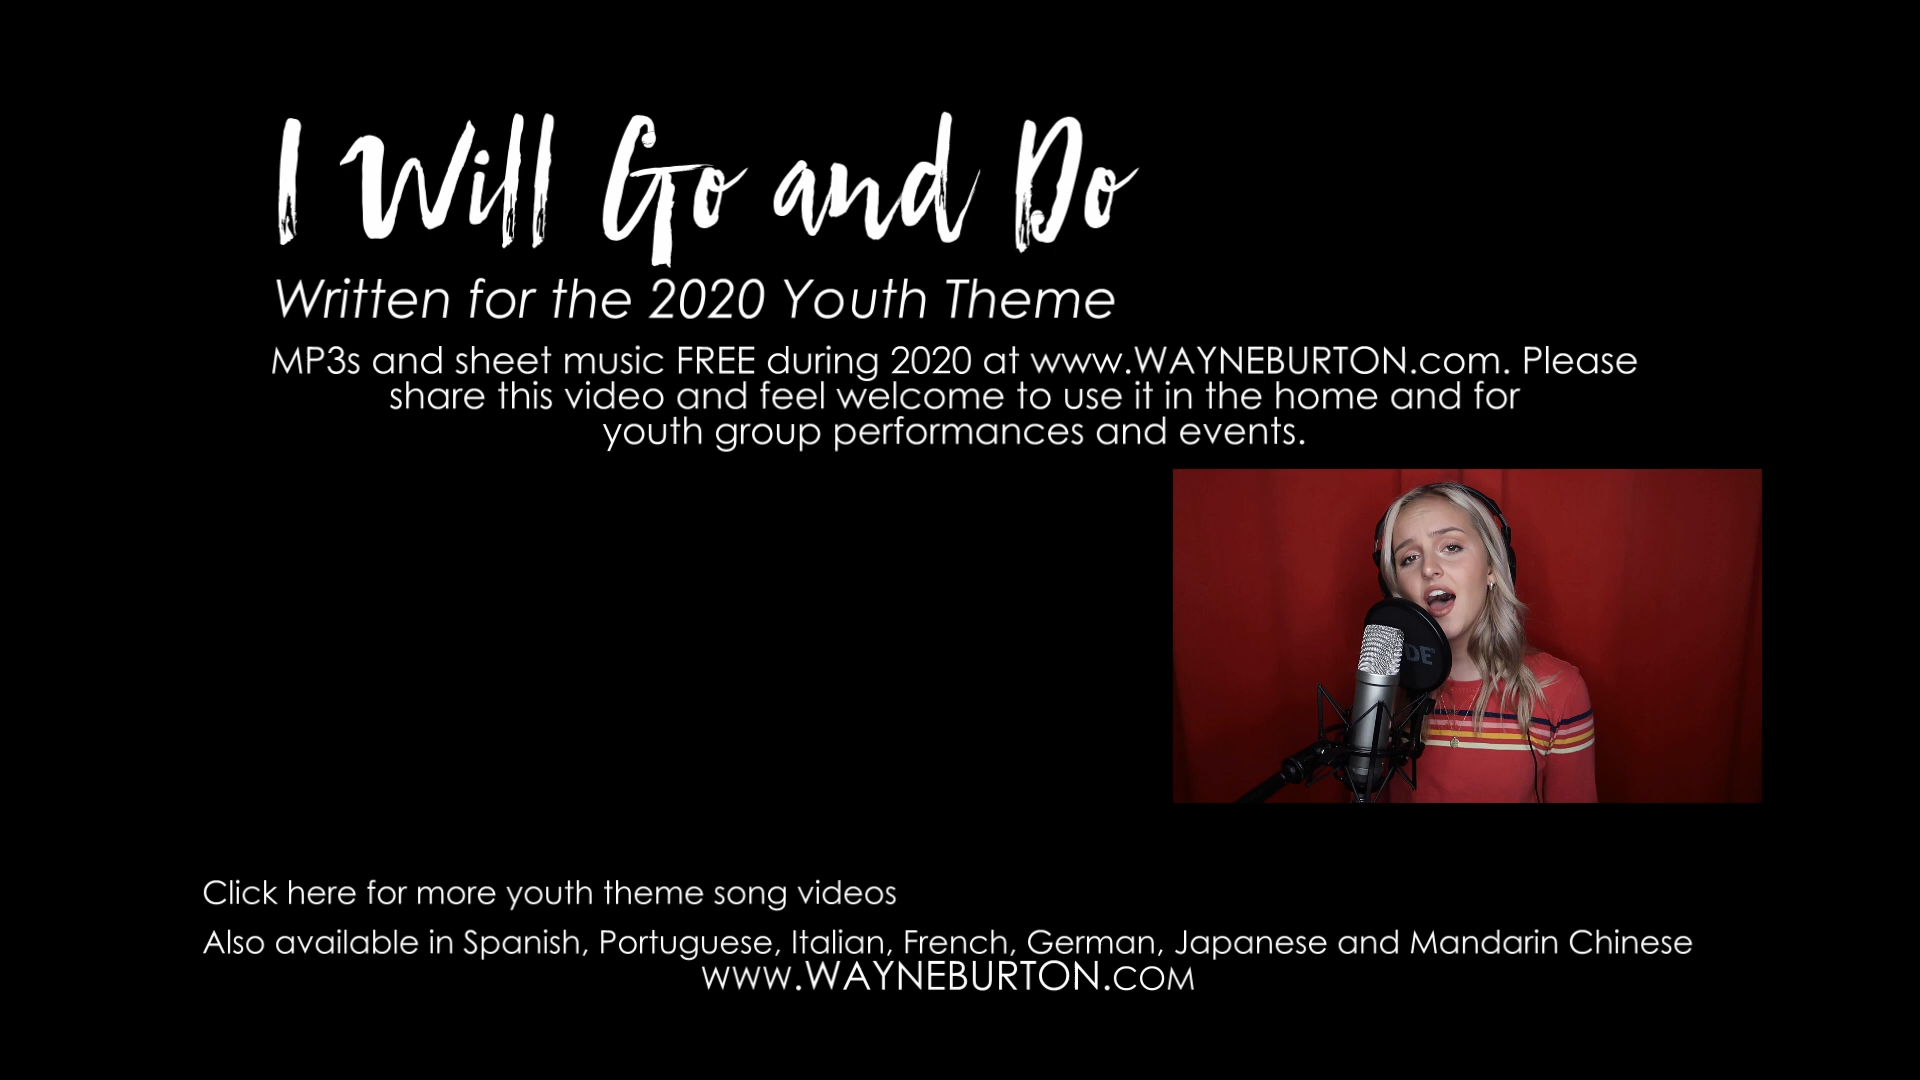 I Will Go and Do
Written for the 2020 Youth Theme
MP3s and sheet music FREE during 2020 at www.WAYNEBURTON.com. Please
share this video and feel welcome to use it in the home and for
youth group performances and events.
DE
Click here for more youth theme song videos
Also available in Spanish, Portuguese, Italian, French, German, Japanese and Mandarin Chinese
WWW.WAYNEBURTON.COM